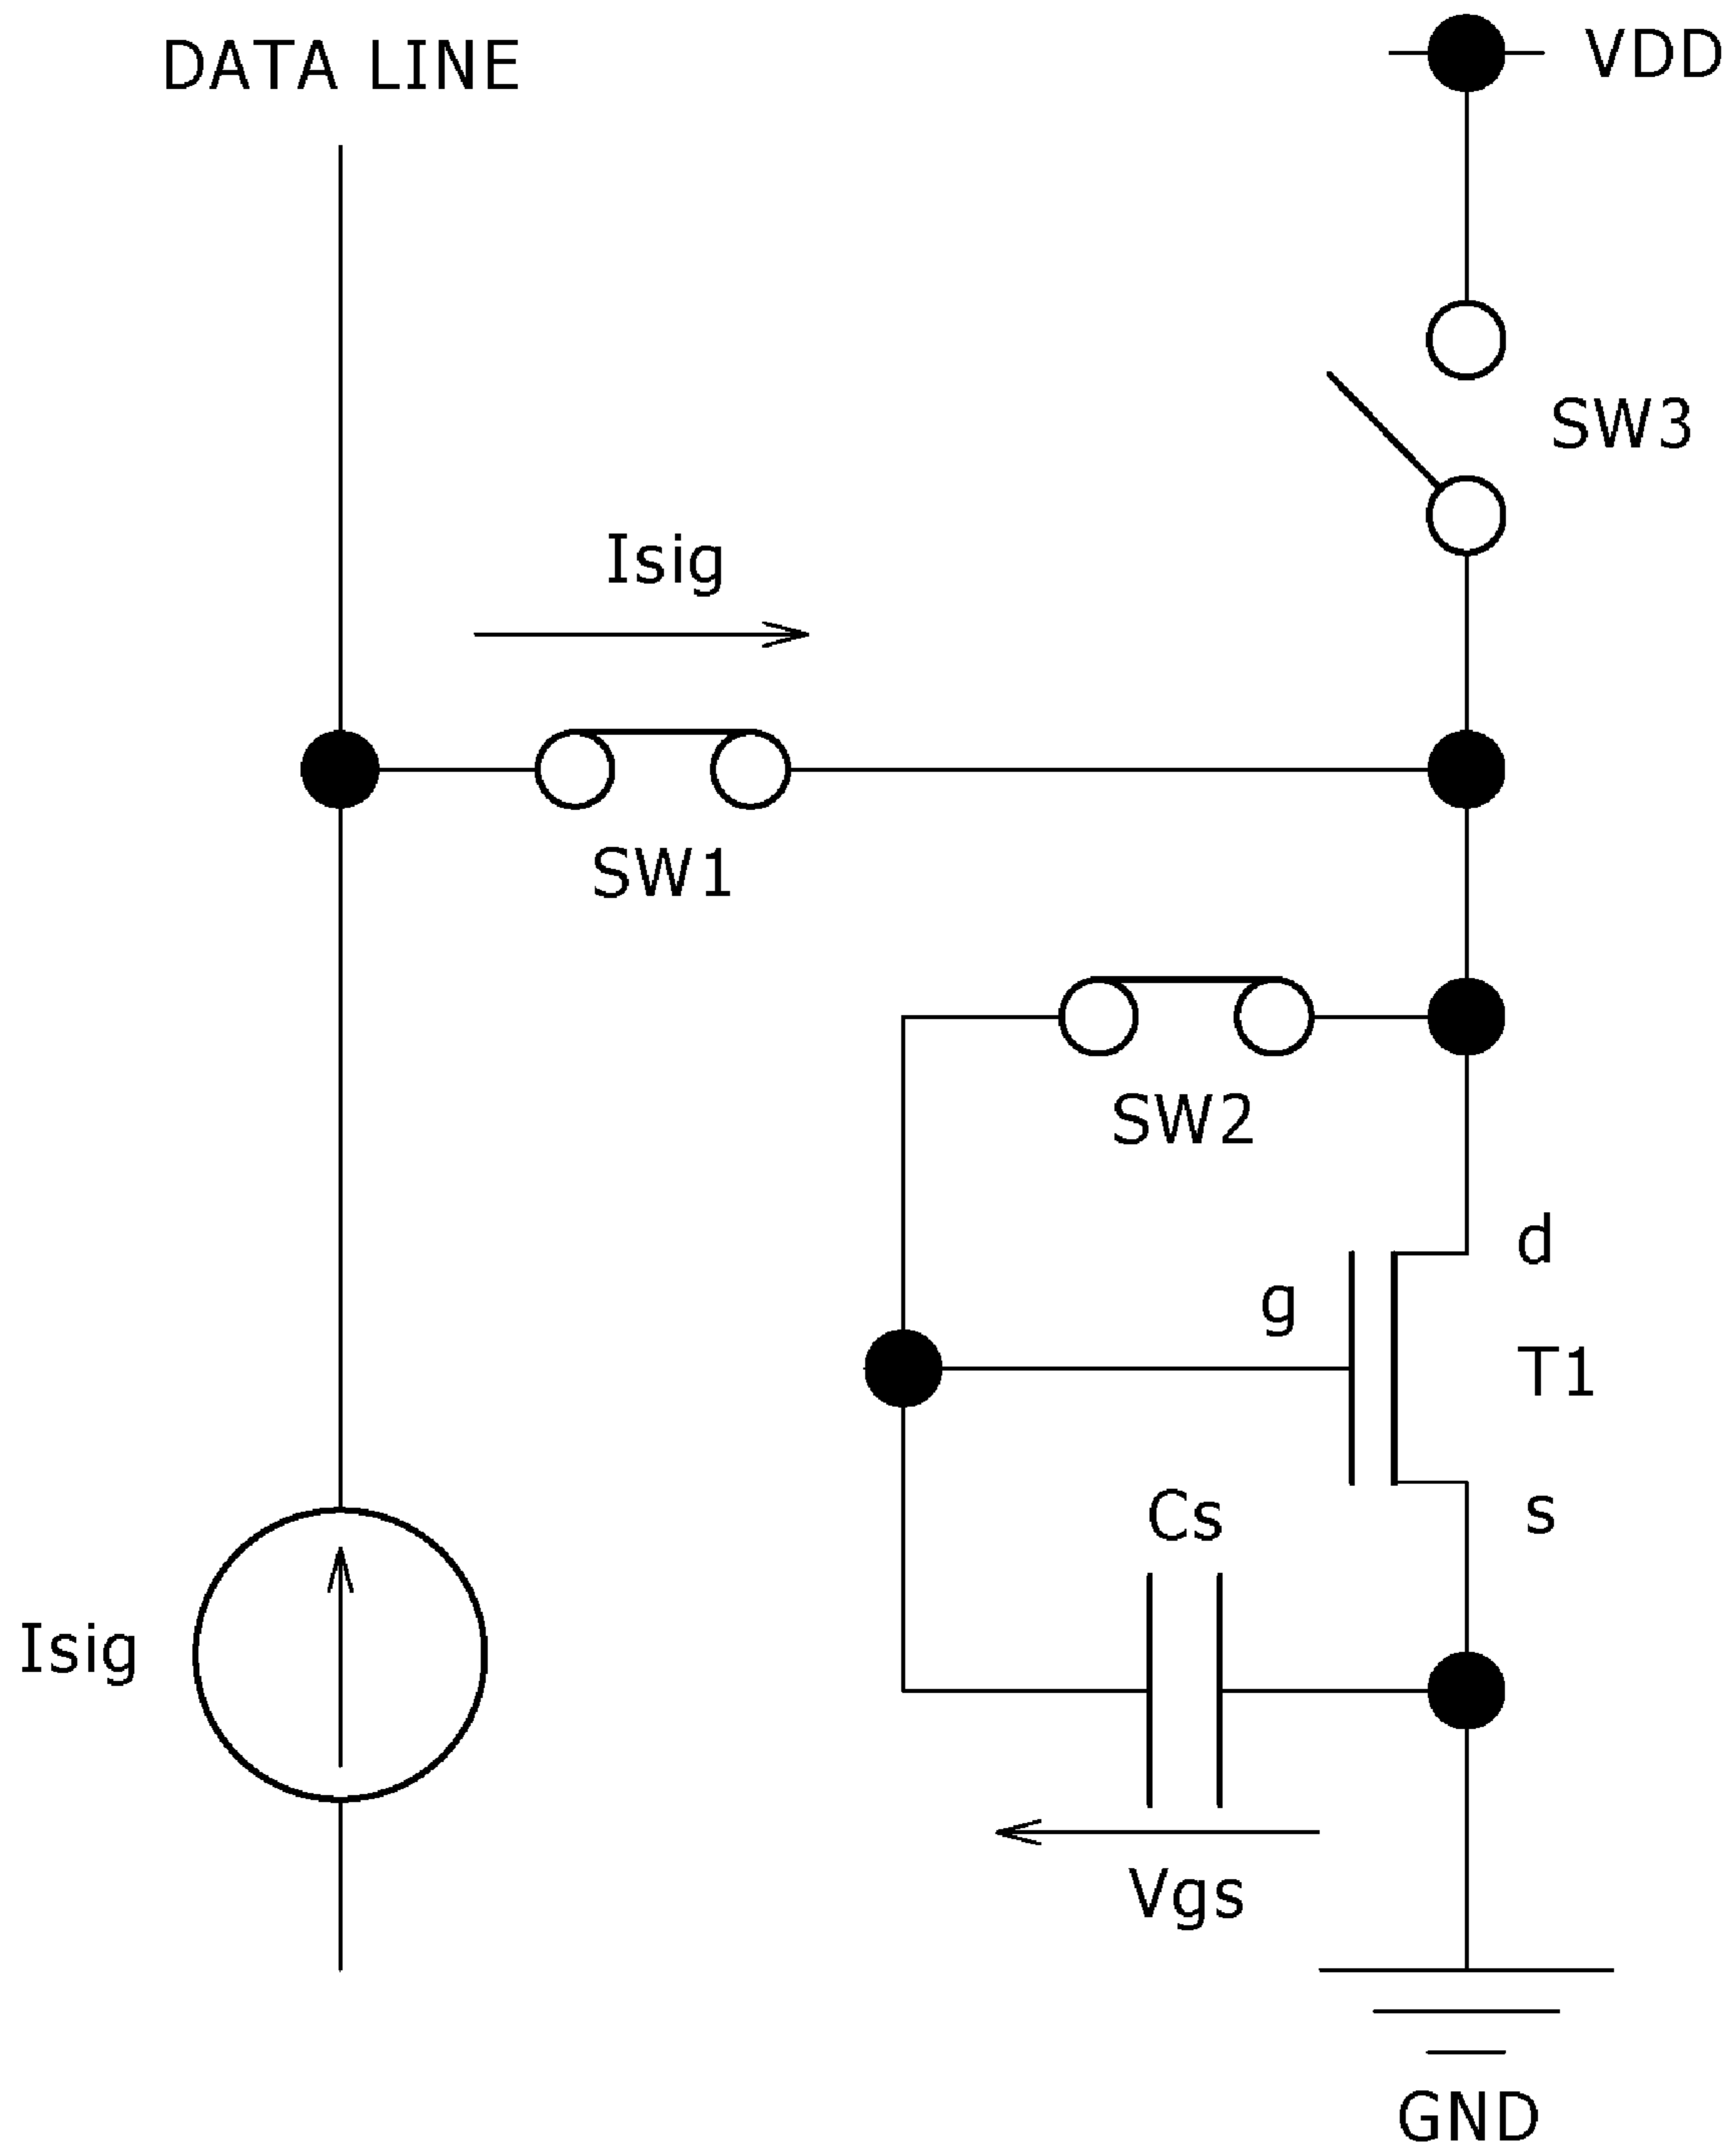 DATA LINE
VDD
SW3
Isig
SW1
SW2
d
g
T1
Cs
s
Isig
Vgs
GND